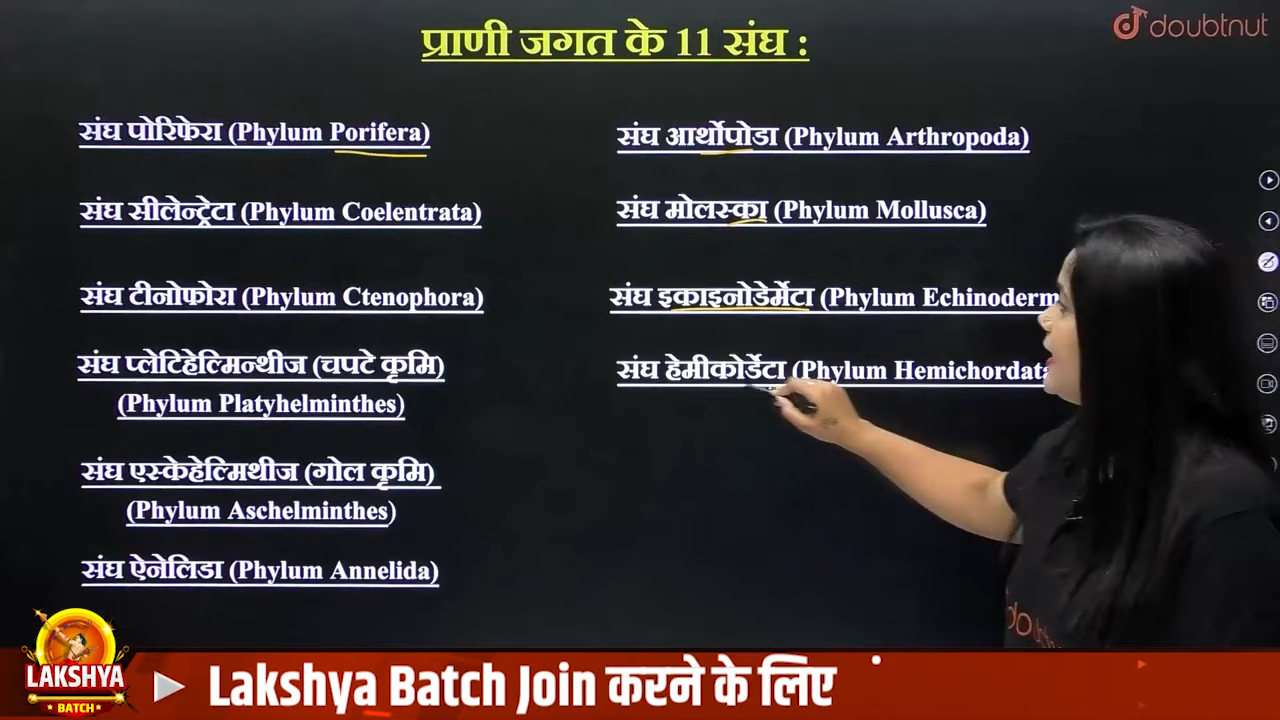 प्राणी जगत के 11 संघ :
doubtnut
संघ पोरिफेरा (Phylum Porifera)
संघ सीलेन्ट्रेटा (Phylum Coelentrata)
संघ टीनोफोरा (Phylum Ctenophora)
संघ प्लेटिहेल्मिन्थीज (चपटे कृमि)
(Phylum Platyhelminthes)
संघ एस्केहेल्मिथीज (गोल कृमि)
(Phylum Aschelminthes)
संघ ऐनेलिडा (Phylum Annelida)
संघ आर्थोपोडा (Phylum Arthropoda)
संघ मोलस्का (Phylum Mollusca)
संघ इकाइनोडेर्मेटा (Phylum Echinoderm
संघ हेमीकोर्डेटा (Phylum Hemichordata
LAKSHYA
BATCH
Lakshya Batch Join करने के लिए